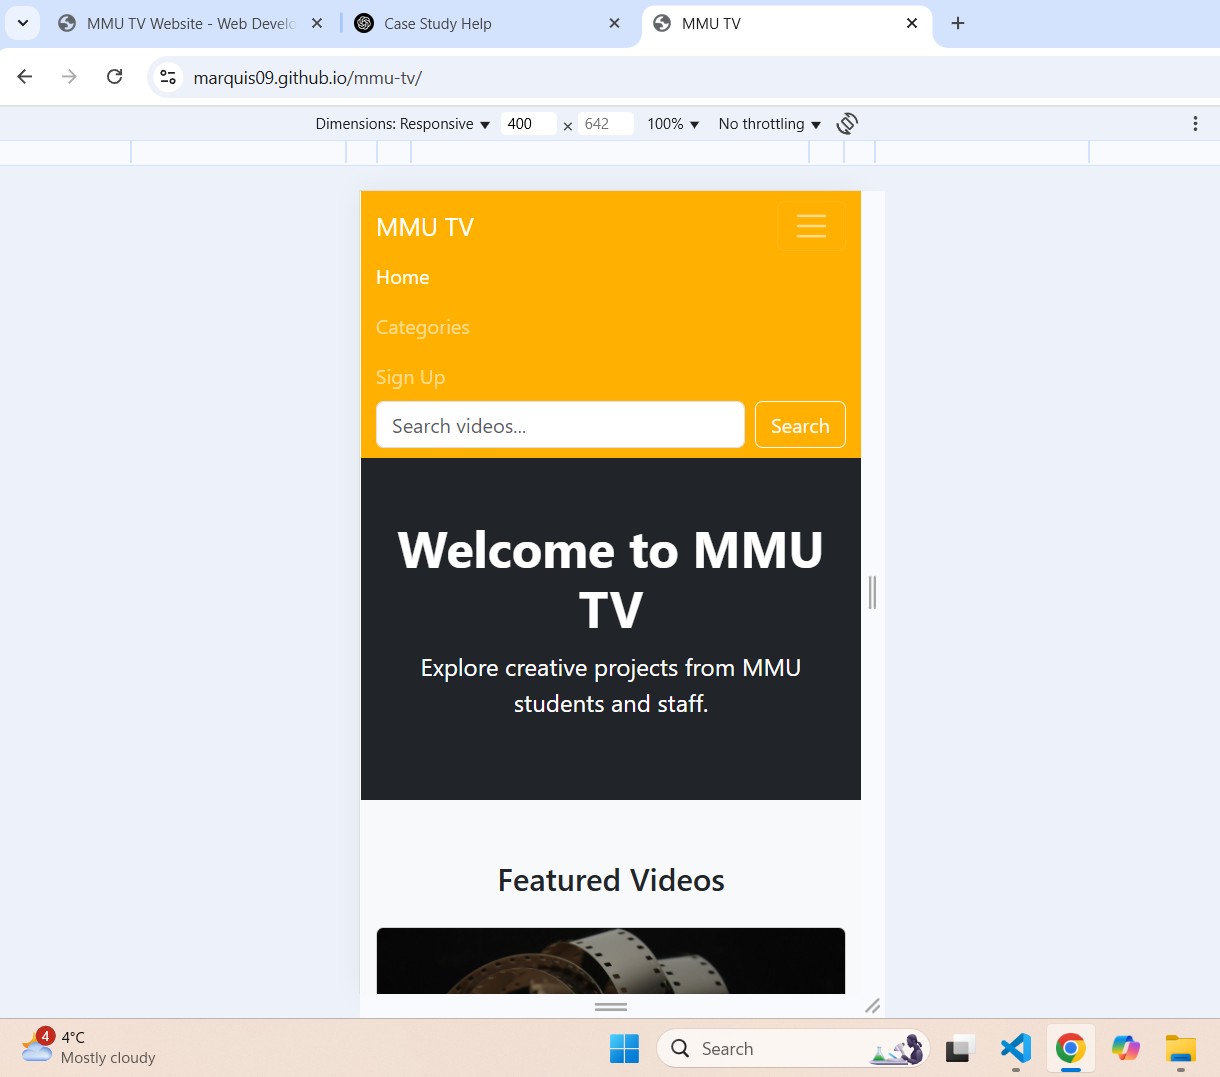 MMU TV Website - Web Develo
Case Study Help
MMU TV
marquis09.github.io/mmu-tv/
Dimensions: Responsive 400 × 642 100% No throttling
MMU TV
Home
Categories
Sign Up
Search videos... Search
Welcome to MMU
TV
Explore creative projects from MMU
students and staff.
Featured Videos
4
4°C
Mostly cloudy
Search